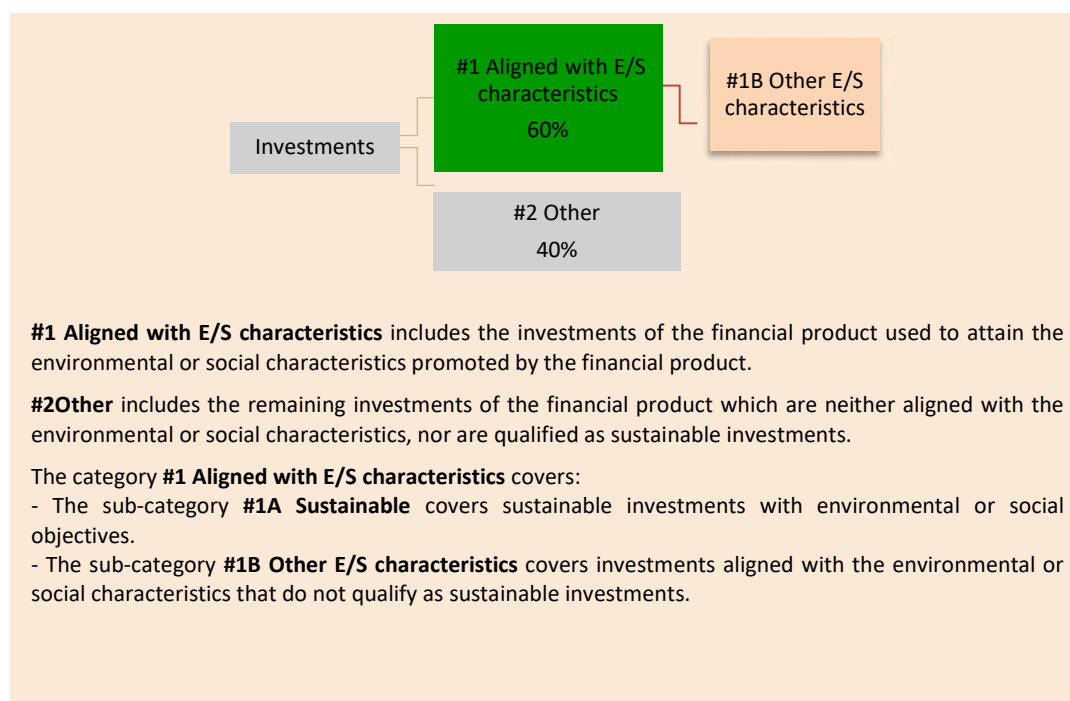 #1 Aligned with E/S
characteristics
60%
#1B Other E/S
characteristics
Investments
#2 Other
40%
#1 Aligned with E/S characteristics includes the investments of the financial product used to attain the
environmental or social characteristics promoted by the financial product.
#2Other includes the remaining investments of the financial product which are neither aligned with the
environmental or social characteristics, nor are qualified as sustainable investments.
The category #1 Aligned with E/S characteristics covers:
- The sub-category #1A Sustainable covers sustainable investments with environmental or social
objectives.
- The sub-category #1B Other E/S characteristics covers investments aligned with the environmental or
social characteristics that do not qualify as sustainable investments.